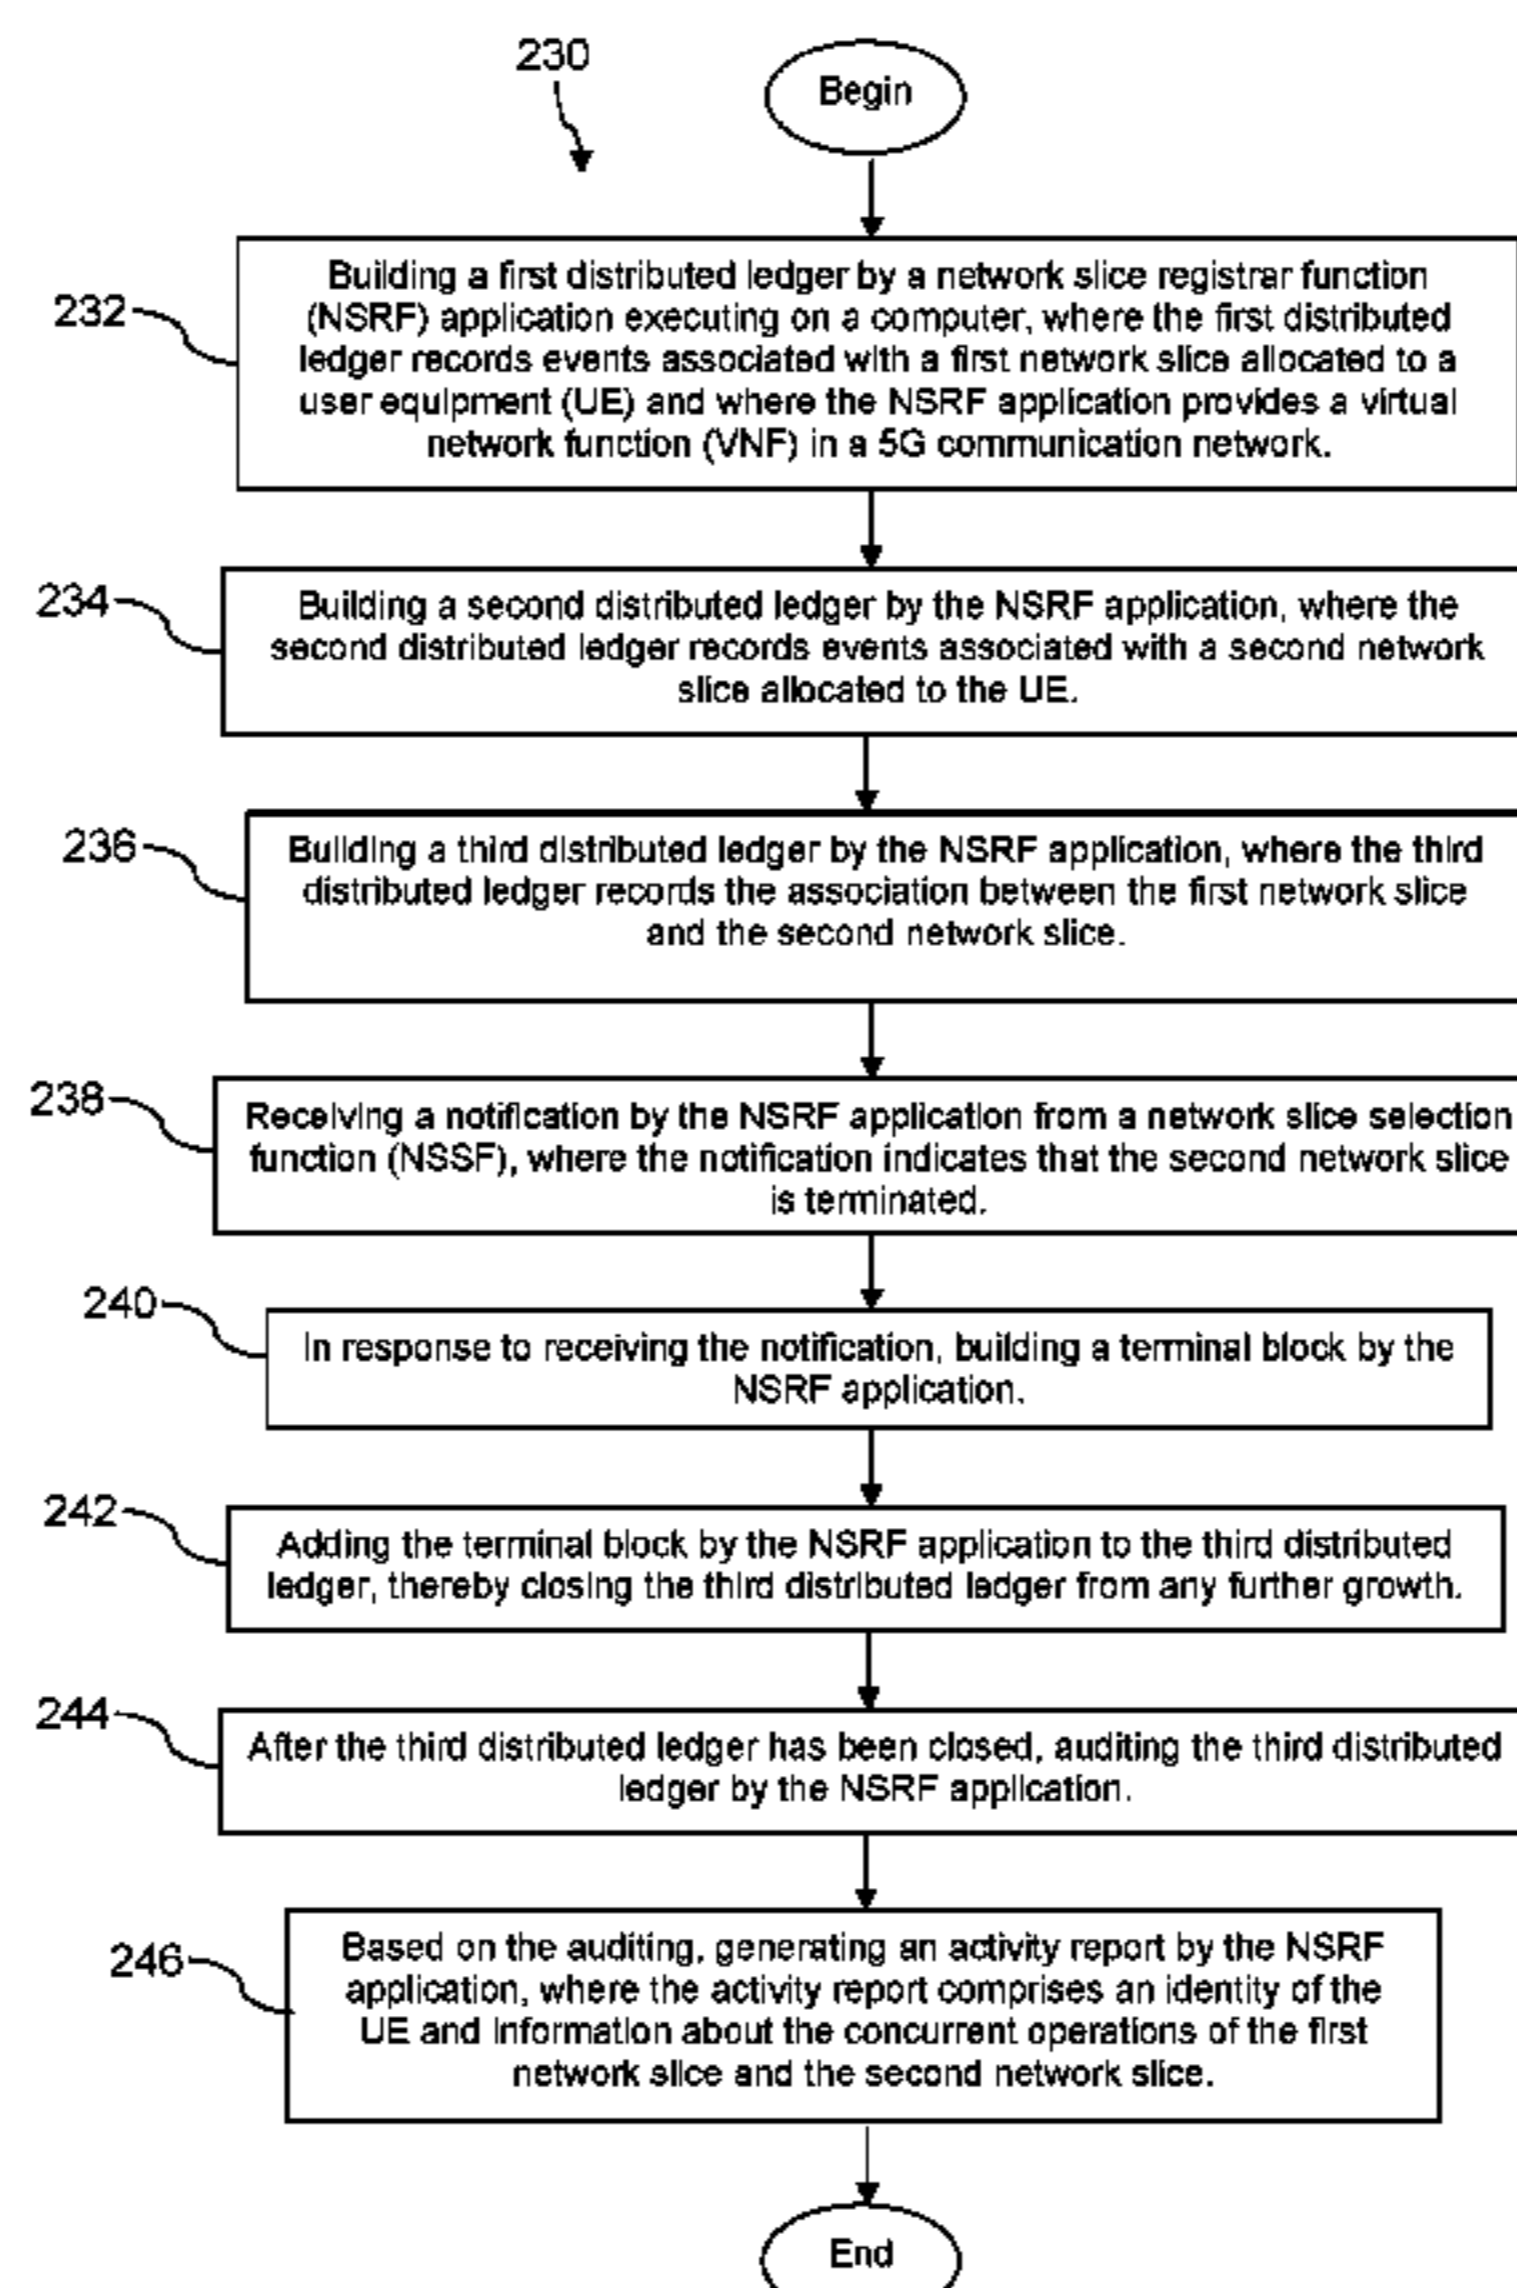 230
Begin
232
Building a first distributed ledger by a network slice registrar function
(NSRF) application executing on a computer, where the first distributed
ledger records events associated with a first network slice allocated to a
user equipment (UE) and where the NSRF application provides a virtual
network function (VNF) in a 5G communication network.
234
Building a second distributed ledger by the NSRF application, where the
second distributed ledger records events associated with a second network
slice allocated to the UE.
236
Building a third distributed ledger by the NSRF application, where the third
distributed ledger records the association between the first network slice
and the second network slice.
238
Receiving a notification by the NSRF application from a network slice selection
function (NSSF), where the notification indicates that the second network slice
is terminated.
240
In response to receiving the notification, building a terminal block by the
NSRF application.
242
Adding the terminal block by the NSRF application to the third distributed
ledger, thereby closing the third distributed ledger from any further growth.
244
After the third distributed ledger has been closed, auditing the third distributed
ledger by the NSRF application.
246
Based on the auditing, generating an activity report by the NSRF
application, where the activity report comprises an identity of the
UE and information about the concurrent operations of the first
network slice and the second network slice.
End